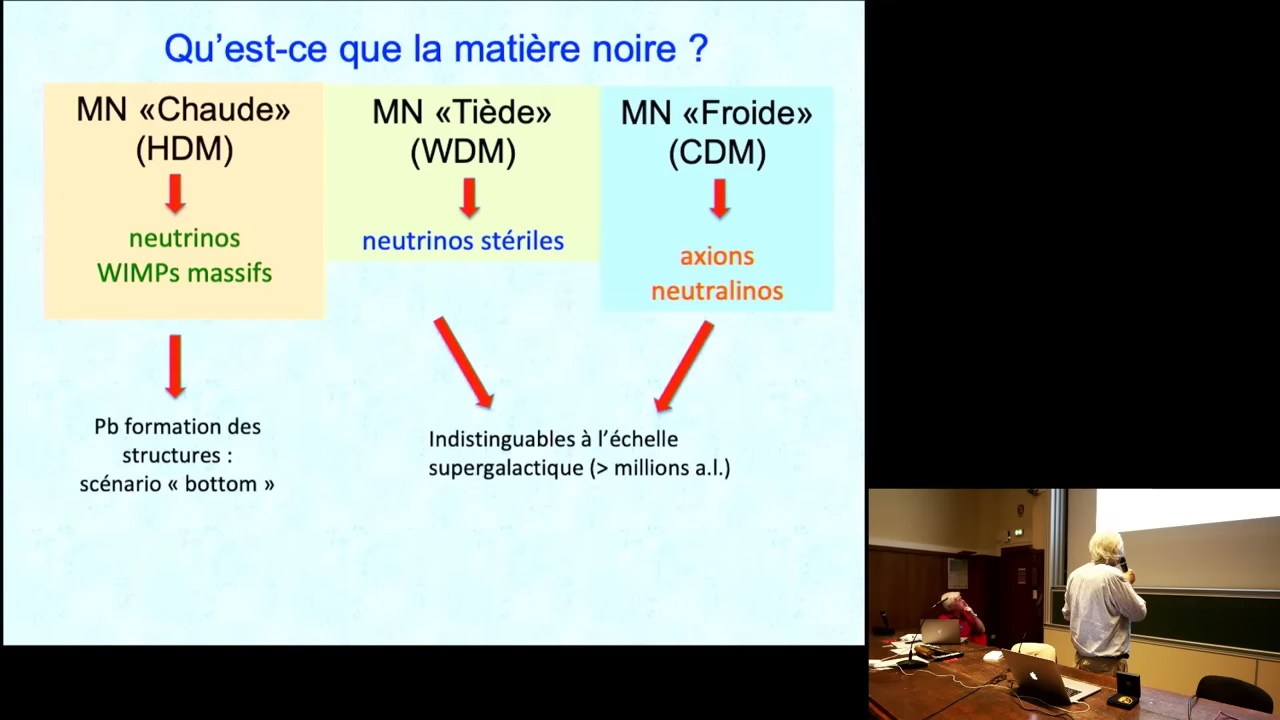 Qu’est-ce que la matière noire ?
MN «Chaude»
(HDM)
neutrinos
WIMPs massifs
Pb formation des
structures :
scénario « bottom »
MN «Tiède»
(WDM)
neutrinos stériles
MN «Froide»
(CDM)
axions
neutralinos
Indistinguables à l’échelle
supergalactique (> millions a.l.)